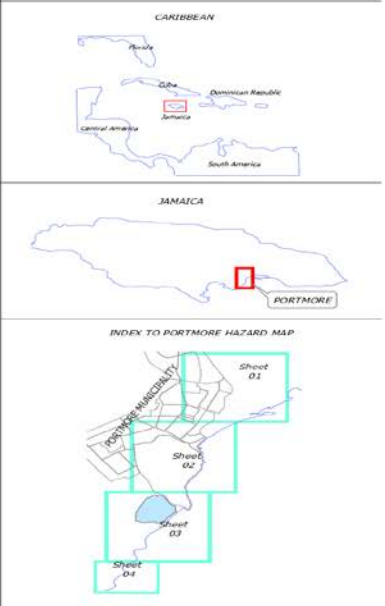 CARIBBEAN
Florida
Cuba
Dominican Republic
Jamaica
Central America
South America
JAMAICA
PORTMORE
INDEX TO PORTMORE HAZARD MAP
PORTMORE MUNICIPALITY
Sheet
01
Sheet
02
Sheet
03
Sheet
04